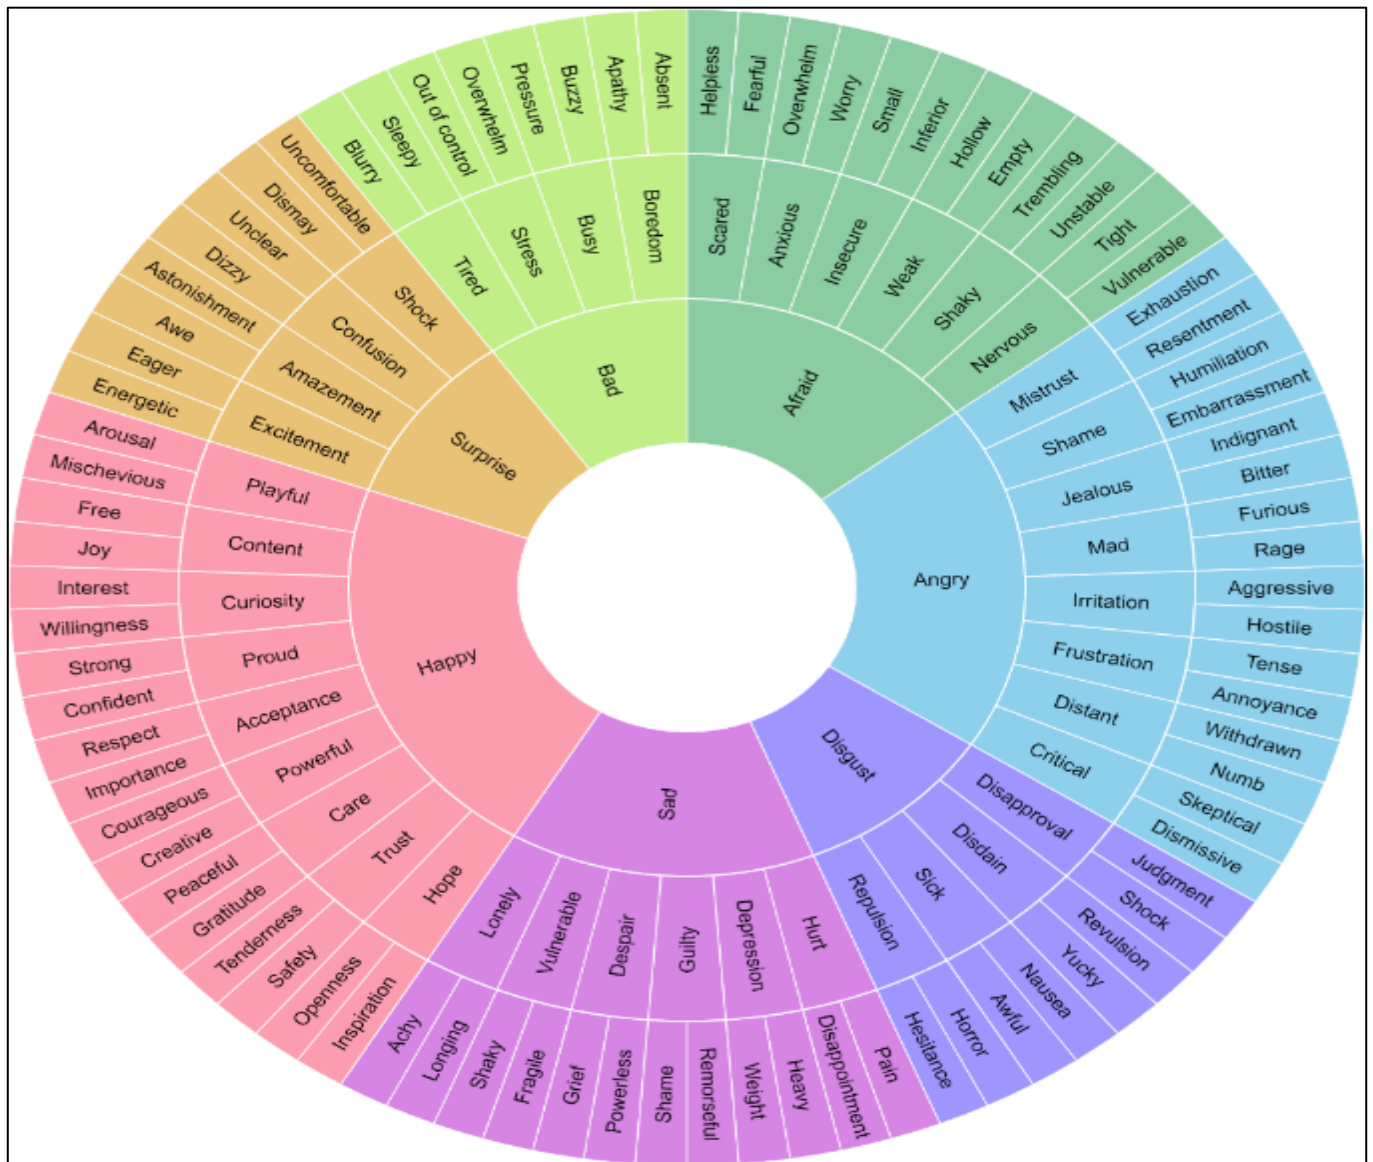 Bad
Tired
Blurry
Sleepy
Stress
Out of control
Overwhelm
Busy
Pressure
Buzzy
Boredom
Apathy
Absent
Afraid
Scared
Helpless
Fearful
Anxious
Overwhelm
Worry
Insecure
Small
Inferior
Weak
Hollow
Empty
Shaky
Trembling
Unstable
Nervous
Tight
Vulnerable
Angry
Mistrust
Exhaustion
Resentment
Shame
Humiliation
Embarrassment
Jealous
Indignant
Bitter
Mad
Furious
Rage
Irritation
Aggressive
Hostile
Frustration
Tense
Annoyance
Distant
Withdrawn
Numb
Critical
Skeptical
Dismissive
Disgust
Disapproval
Judgment
Shock
Disdain
Revulsion
Yucky
Sick
Nausea
Awful
Repulsion
Horror
Hesitance
Sad
Hurt
Pain
Disappointment
Depression
Heavy
Weight
Guilty
Remorseful
Shame
Despair
Powerless
Grief
Vulnerable
Fragile
Shaky
Lonely
Longing
Achy
Happy
Hope
Inspiration
Openness
Trust
Safety
Tenderness
Care
Gratitude
Peaceful
Powerful
Creative
Courageous
Acceptance
Importance
Respect
Proud
Confident
Strong
Curiosity
Willingness
Interest
Content
Joy
Free
Playful
Mischevious
Arousal
Surprise
Excitement
Energetic
Eager
Amazement
Awe
Astonishment
Confusion
Dizzy
Unclear
Shock
Dismay
Uncomfortable